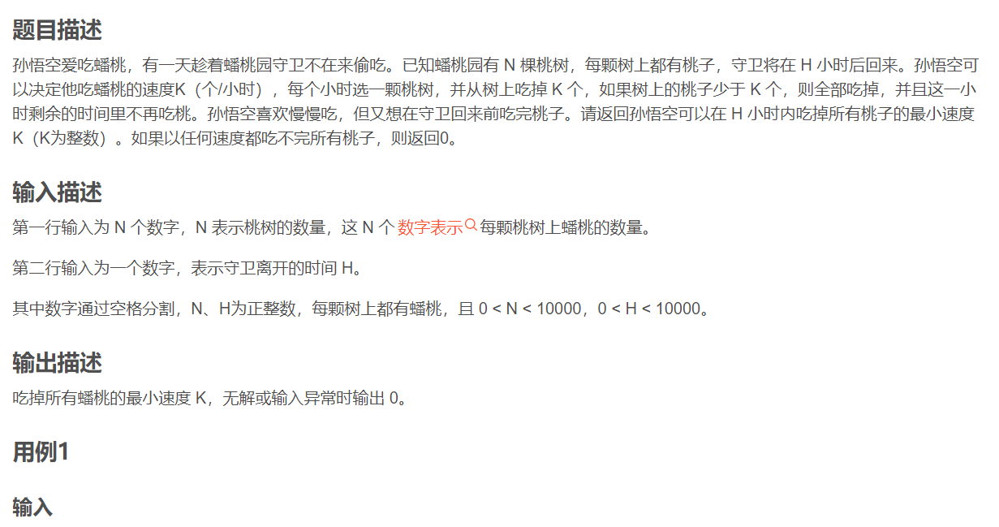 题目描述
孙悟空爱吃蟠桃，有一天趁着蟠桃园守卫不在来偷吃。已知蟠桃园有 N 棵桃树，每颗树上都有桃子，守卫将在 H 小时后回来。孙悟空可
以决定他吃蟠桃的速度K（个/小时），每个小时选一颗桃树，并从树上吃掉 K 个，如果树上的桃子少于 K 个，则全部吃掉，并且这一小
时剩余的时间里不再吃桃。孙悟空喜欢慢慢吃，但又想在守卫回来前吃完桃子。请返回孙悟空可以在 H 小时内吃掉所有桃子的最小速度
K（K为整数）。如果以任何速度都吃不完所有桃子，则返回0。
输入描述
第一行输入为 N 个数字，N 表示桃树的数量，这 N 个 数字表示 每颗桃树上蟠桃的数量。
第二行输入为一个数字，表示守卫离开的时间 H。
其中数字通过空格分割，N、H为正整数，每颗树上都有蟠桃，且 0 < N < 10000，0 < H < 10000。
输出描述
吃掉所有蟠桃的最小速度 K，无解或输入异常时输出 0。
用例1
输入